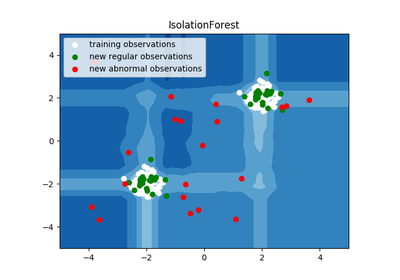 IsolationForest
training observations
new regular observations
new abnormal observations
4
2
0
−2
−4
−4
−2
0
2
4